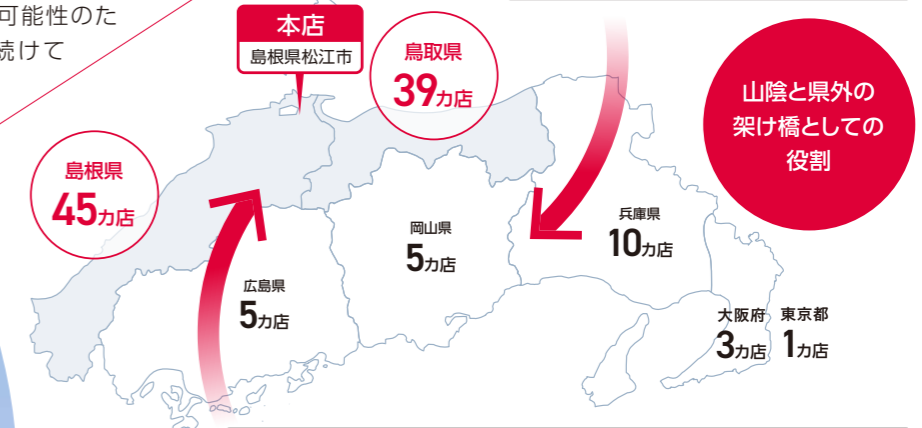 可能性のた
続けて
本店
島根県松江市
鳥取県
39カ店
山陰と県外の
架け橋としての
役割
島根県
45カ店
岡山県
5カ店
兵庫県
10カ店
広島県
5カ店
大阪府
3カ店
東京都
1カ店